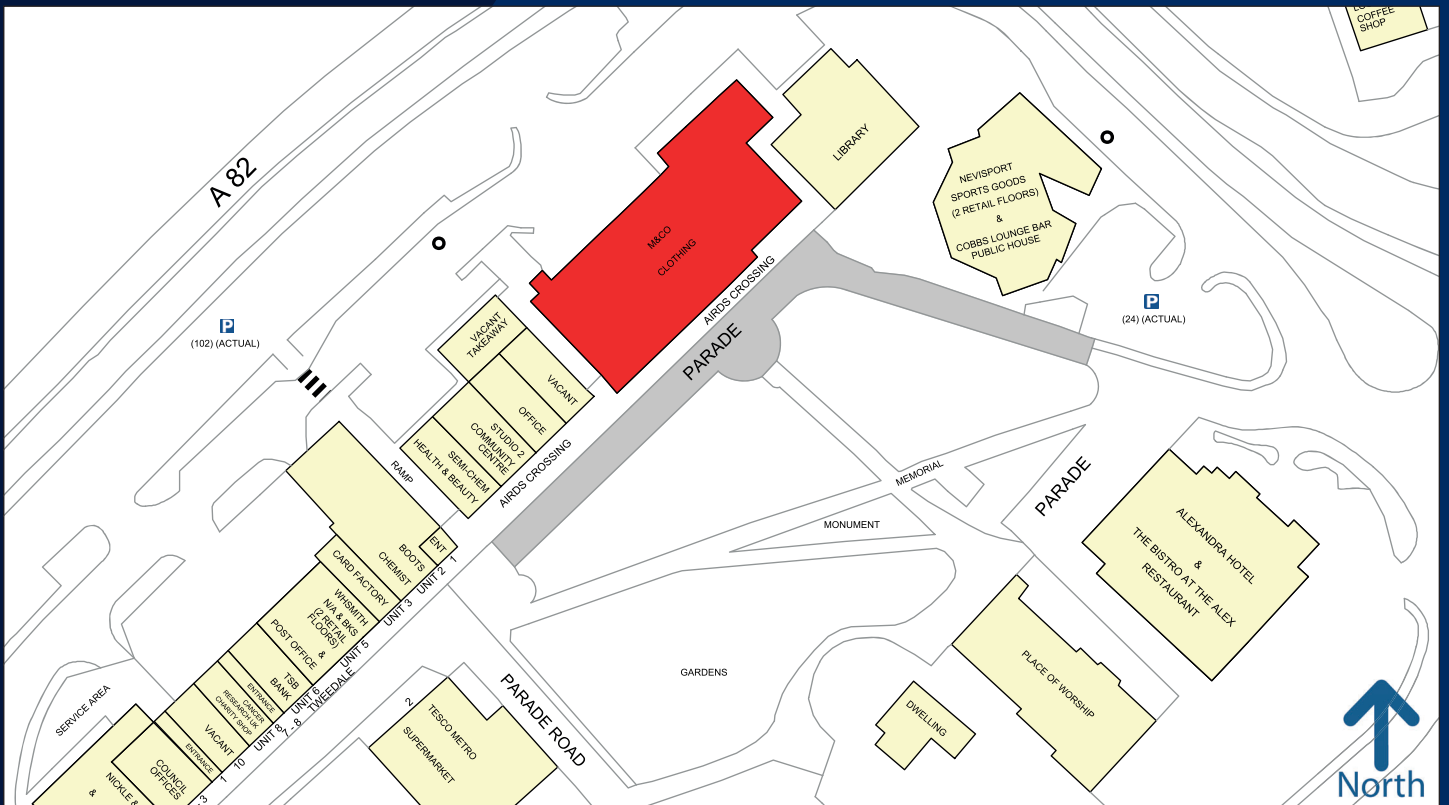 COFFEE
SHOP
A 82
LIBRARY
NEVISPORT
SPORTS GOODS
(2 RETAIL FLOORS)
&
COBBS LOUNGE BAR
PUBLIC HOUSE
M&CO
CLOTHING
AIRDS CROSSING
PARADE
P
(102) (ACTUAL)
P
(24) (ACTUAL)
VACANT
TAKEAWAY
VACANT
OFFICE
STUDIO 2
COMMUNITY
CENTRE
SEMI-CHEM
HEALTH & BEAUTY
AIRDS CROSSING
RAMP
MEMORIAL
MONUMENT
PARADE
ALEXANDRA HOTEL
&
THE BISTRO AT THE ALEX
RESTAURANT
ENT
1
BOOTS
CHEMIST
UNIT 2
CARD FACTORY
UNIT 3
WHSMITH
N/A & BKS
(2 RETAIL
FLOORS)
&
POST OFFICE
UNIT 5
TSB
BANK
UNIT 6
TWEEDALE
ENTRANCE
CANCER
RESEARCH UK
CHARITY SHOP
UNIT 8
7 - 8
VACANT
10
ENTRANCE
1
COUNCIL
OFFICES
3
NICKLE &
&
SERVICE AREA
2
TESCO METRO
SUPERMARKET
PARADE ROAD
GARDENS
DWELLING
PLACE OF WORSHIP
North